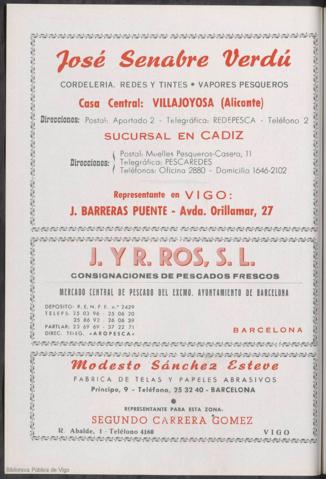 José Senabre Verdú
CORDELERIA. REDES Y TINTES • VAPORES PESQUEROS
Casa Central: VILLAJOYOSA (Alicante)
Direcciones: Postal: Apartado 2 - Telegráfica: REDEPESCA - Teléfono 2
SUCURSAL EN CADIZ
Direcciones:
Postal: Muelles Pesqueros-Casera, 11
Telegráfica: PESCAREDES
Teléfonos: Oficina 2880 - Domicilio 1646-2102
Representante en VIGO:
J. BARRERAS PUENTE - Avda. Orillamar, 27
J. Y R. ROS, S. L.
CONSIGNACIONES DE PESCADOS FRESCOS
MERCADO CENTRAL DE PESCADO DEL EXCMO. AYUNTAMIENTO DE BARCELONA
DEPOSITO: R.E.N.F.E. n.º 2429
TELEFS: 25 03 96 - 25 06 70
25 86 92 - 26 06 39
PARTLAR: 23 69 69 - 37 22 71
DIREC. TELEG. «AROPESCA»
BARCELONA
Modesto Sánchez Esteve
FABRICA DE TELAS Y PAPELES ABRASIVOS
Príncipe, 9 - Teléfono, 25 32 40 - BARCELONA
REPRESENTANTE PARA ESTA ZONA:
SEGUNDO CARRERA GOMEZ
R. Abalde, 1 - Teléfono 4168 VIGO
Biblioteca Pública de Vigo